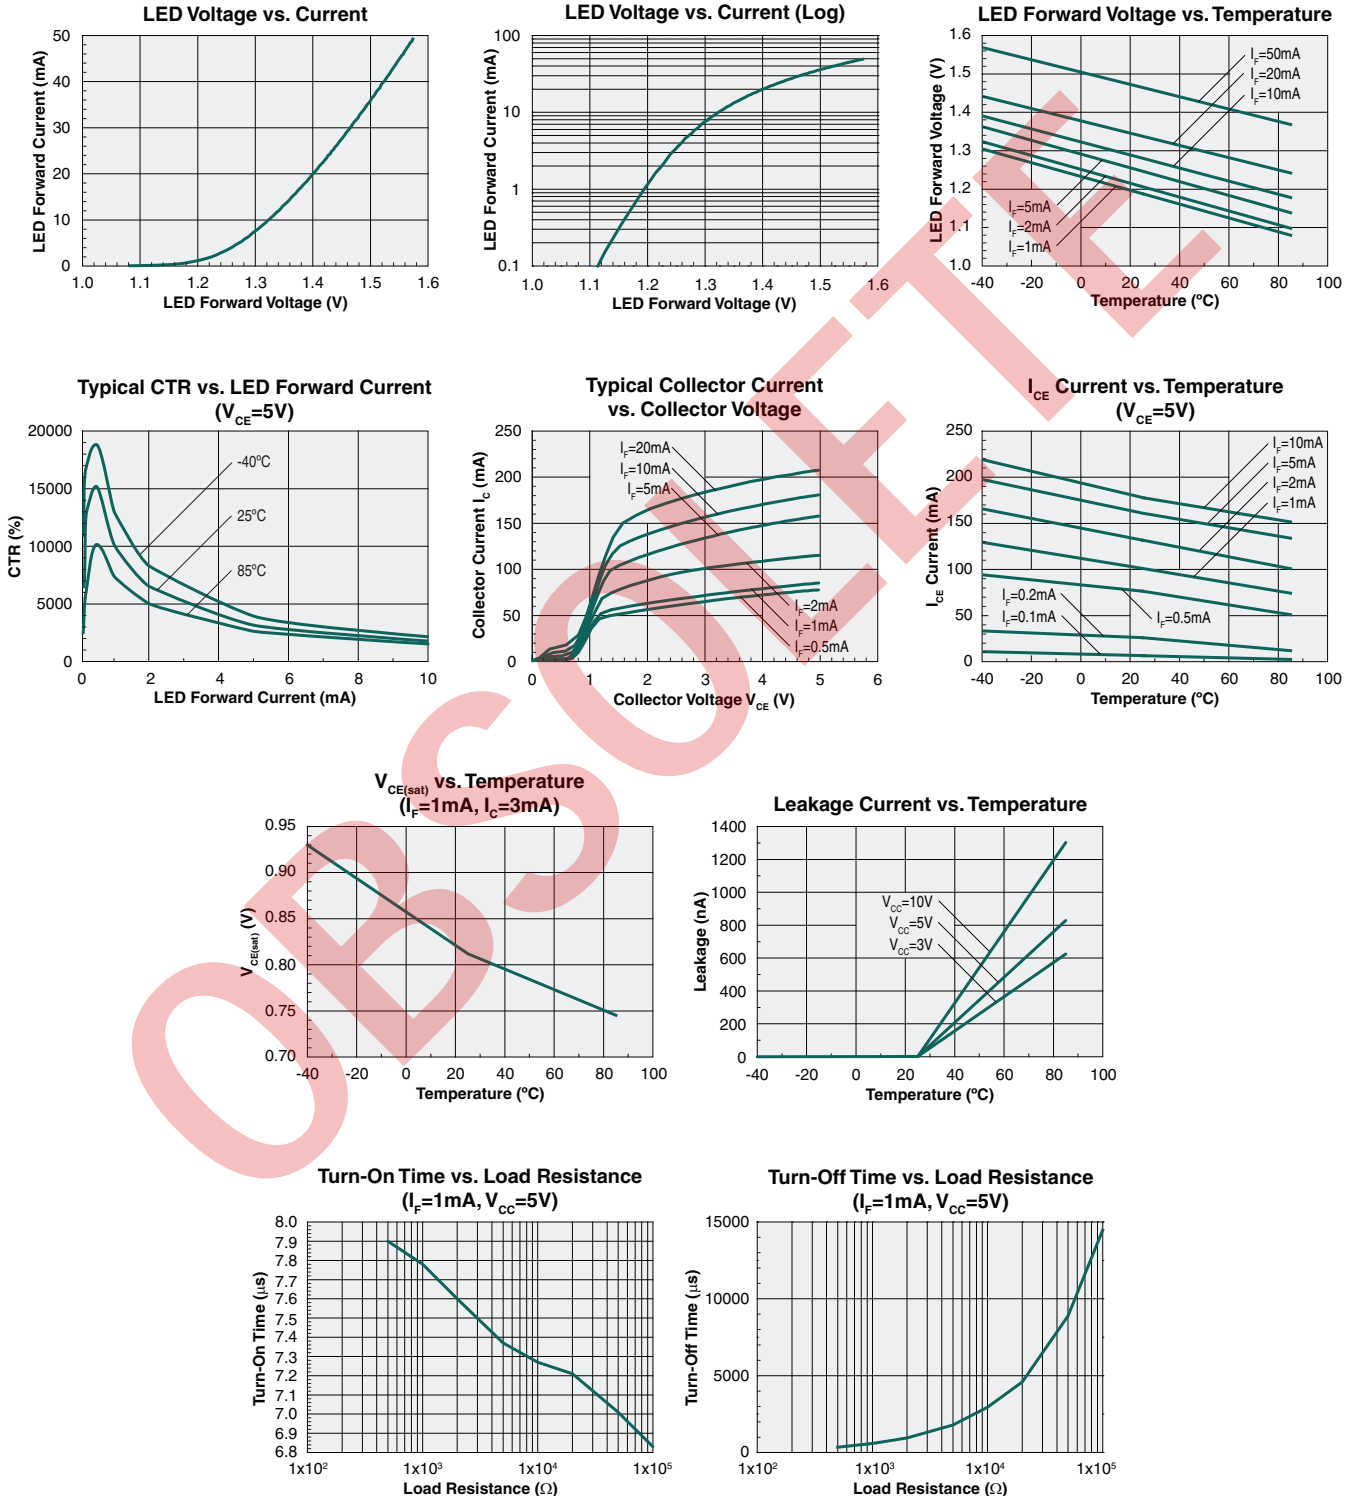 LED Voltage vs. Current
LED Forward Current (mA)
50
40
30
20
10
0
1.0 1.1 1.2 1.3 1.4 1.5 1.6
LED Forward Voltage (V)
LED Voltage vs. Current (Log)
LED Forward Current (mA)
100
10
1
0.1
1.0 1.1 1.2 1.3 1.4 1.5 1.6
LED Forward Voltage (V)
LED Forward Voltage vs. Temperature
LED Forward Voltage (V)
1.6
1.5
1.4
1.3
1.2
1.1
1.0
IF=50mA
IF=20mA
IF=10mA
IF=5mA
IF=2mA
IF=1mA
-40 -20 0 20 40 60 80 100
Temperature (ºC)
Typical CTR vs. LED Forward Current
(VCE=5V)
CTR (%)
20000
15000
10000
5000
0
-40ºC
25ºC
85ºC
0 2 4 6 8 10
LED Forward Current (mA)
Typical Collector Current
vs. Collector Voltage
Collector Current IC (mA)
250
200
150
100
50
0
IF=20mA
IF=10mA
IF=5mA
IF=2mA
IF=1mA
IF=0.5mA
0 1 2 3 4 5 6
Collector Voltage VCE (V)
ICE Current vs. Temperature
(VCE=5V)
ICE Current (mA)
250
200
150
100
50
0
IF=10mA
IF=5mA
IF=2mA
IF=1mA
IF=0.2mA
IF=0.1mA
IF=0.5mA
-40 -20 0 20 40 60 80 100
Temperature (ºC)
VCE(sat) vs. Temperature
(IF=1mA, IC=3mA)
VCE(sat) (V)
0.95
0.90
0.85
0.80
0.75
0.70
-40 -20 0 20 40 60 80 100
Temperature (ºC)
Leakage Current vs. Temperature
Leakage (nA)
1400
1200
1000
800
600
400
200
0
VCC=10V
VCC=5V
VCC=3V
-40 -20 0 20 40 60 80 100
Temperature (ºC)
Turn-On Time vs. Load Resistance
(IF=1mA, VCC=5V)
Turn-On Time (μs)
8.0
7.9
7.8
7.7
7.6
7.5
7.4
7.3
7.2
7.1
7.0
6.9
6.8
1x10² 1x10³ 1x10⁴ 1x10⁵
Load Resistance (Ω)
Turn-Off Time vs. Load Resistance
(IF=1mA, VCC=5V)
Turn-Off Time (μs)
15000
10000
5000
0
1x10² 1x10³ 1x10⁴ 1x10⁵
Load Resistance (Ω)
OBSOLETE